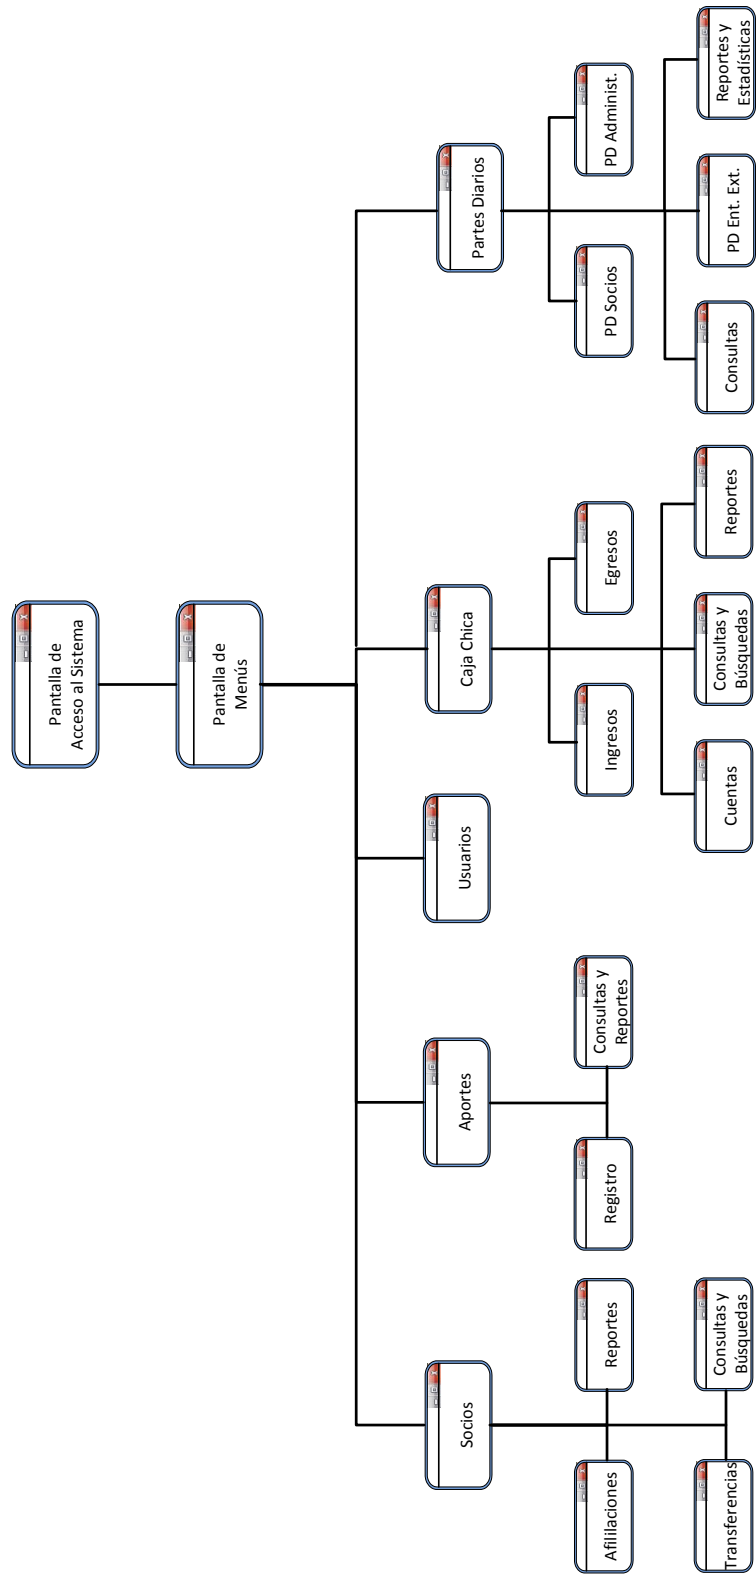 Pantalla de
Acceso al Sistema
Pantalla de
Menús
Socios
Aportes
Usuarios
Caja Chica
Partes Diarios
Afililaciones
Reportes
Registro
Consultas y
Reportes
Ingresos
Egresos
PD Socios
PD Administ.
Transferencias
Consultas y
Búsquedas
Cuentas
Consultas y
Búsquedas
Reportes
Consultas
PD Ent. Ext.
Reportes y
Estadísticas